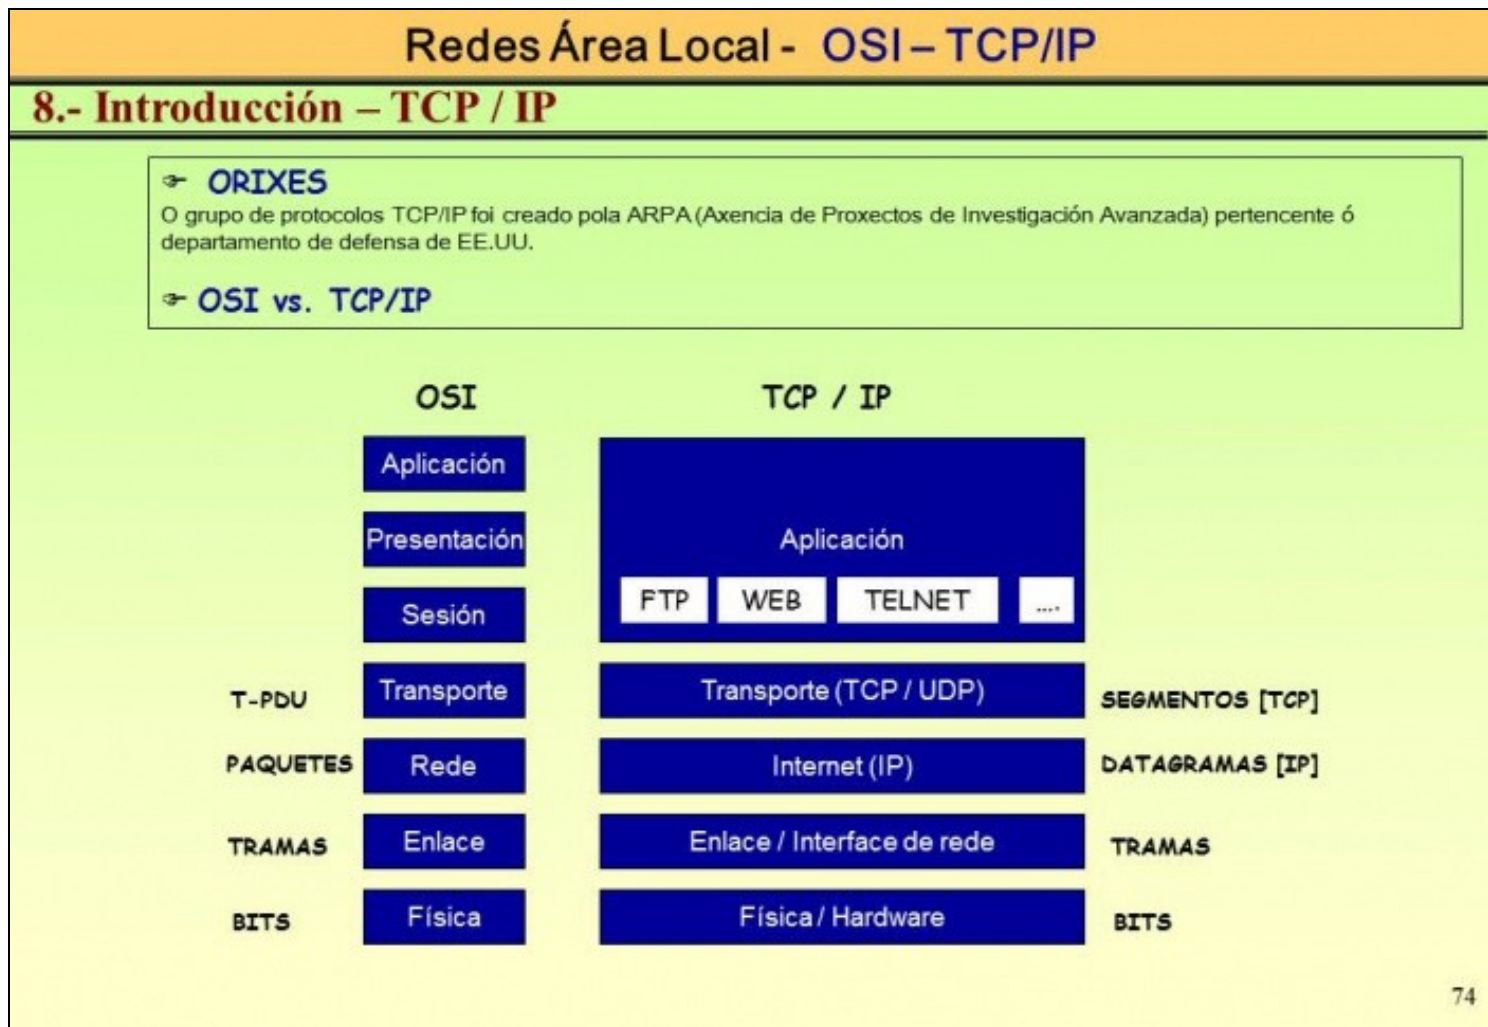 Redes Área Local - OSI – TCP/IP
8.- Introducción – TCP / IP
☞ ORIXES
O grupo de protocolos TCP/IP foi creado pola ARPA (Axencia de Proxectos de Investigación Avanzada) pertencente ó
departamento de defensa de EE.UU.
☞ OSI vs. TCP/IP
OSI
TCP / IP
Aplicación
Presentación
Aplicación
Sesión
FTP
WEB
TELNET
....
T-PDU
Transporte
Transporte (TCP / UDP)
SEGMENTOS [TCP]
PAQUETES
Rede
Internet (IP)
DATAGRAMAS [IP]
TRAMAS
Enlace
Enlace / Interface de rede
TRAMAS
BITS
Física
Física / Hardware
BITS
74